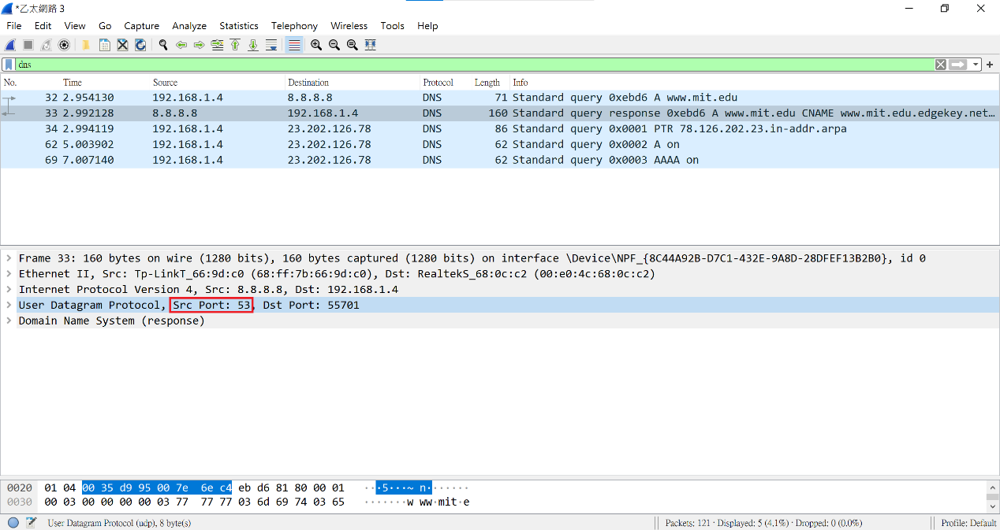 *乙太網路 3
File Edit View Go Capture Analyze Statistics Telephony Wireless Tools Help
dns
No. Time Source Destination Protocol Length Info
32 2.954130 192.168.1.4 8.8.8.8 DNS 71 Standard query 0xebd6 A www.mit.edu
33 2.992128 8.8.8.8 192.168.1.4 DNS 160 Standard query response 0xebd6 A www.mit.edu CNAME www.mit.edu.edgekey.net…
34 2.994119 192.168.1.4 23.202.126.78 DNS 86 Standard query 0x0001 PTR 78.126.202.23.in-addr.arpa
62 5.003902 192.168.1.4 23.202.126.78 DNS 62 Standard query 0x0002 A on
69 7.007140 192.168.1.4 23.202.126.78 DNS 62 Standard query 0x0003 AAAA on
Frame 33: 160 bytes on wire (1280 bits), 160 bytes captured (1280 bits) on interface \Device\NPF_{8C44A92B-D7C1-432E-9A8D-28DFEF13B2B0}, id 0
Ethernet II, Src: Tp-LinkT_66:9d:c0 (68:ff:7b:66:9d:c0), Dst: RealtekS_68:0c:c2 (00:e0:4c:68:0c:c2)
Internet Protocol Version 4, Src: 8.8.8.8, Dst: 192.168.1.4
User Datagram Protocol, Src Port: 53, Dst Port: 55701
Domain Name System (response)
0020 01 04 00 35 d9 95 00 7e 6e c4 eb d6 81 80 00 01 ···5···~ n·······
0030 00 03 00 00 00 00 03 77 77 77 03 6d 69 74 03 65 ·······w ww·mit·e
User Datagram Protocol (udp), 8 byte(s) Packets: 121 · Displayed: 5 (4.1%) · Dropped: 0 (0.0%) Profile: Default